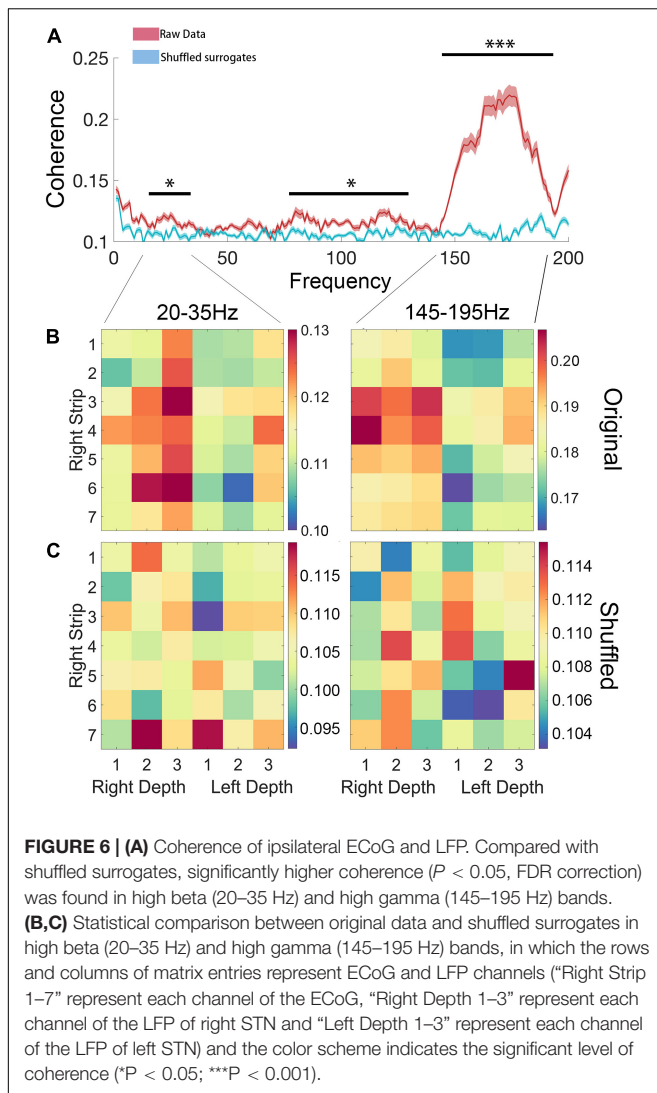 A
Raw Data
Shuffled surrogates
***
*
*
0.25
0.2
0.15
0.1
Coherence
0
50
100
150
200
Frequency
20-35Hz
145-195Hz
B
1
2
3
4
5
6
7
Right Strip
0.13
0.12
0.11
0.10
0.20
0.19
0.18
0.17
Original
C
1
2
3
4
5
6
7
Right Strip
0.115
0.110
0.105
0.100
0.095
0.114
0.112
0.110
0.108
0.106
0.104
Shuffled
1 2 3 1 2 3
Right Depth Left Depth
1 2 3 1 2 3
Right Depth Left Depth
FIGURE 6 | (A) Coherence of ipsilateral ECoG and LFP. Compared with
shuffled surrogates, significantly higher coherence (P < 0.05, FDR correction)
was found in high beta (20–35 Hz) and high gamma (145–195 Hz) bands.
(B,C) Statistical comparison between original data and shuffled surrogates in
high beta (20–35 Hz) and high gamma (145–195 Hz) bands, in which the rows
and columns of matrix entries represent ECoG and LFP channels (“Right Strip
1–7” represent each channel of the ECoG, “Right Depth 1–3” represent each
channel of the LFP of right STN and “Left Depth 1–3” represent each channel
of the LFP of left STN) and the color scheme indicates the significant level of
coherence (*P < 0.05; ***P < 0.001).